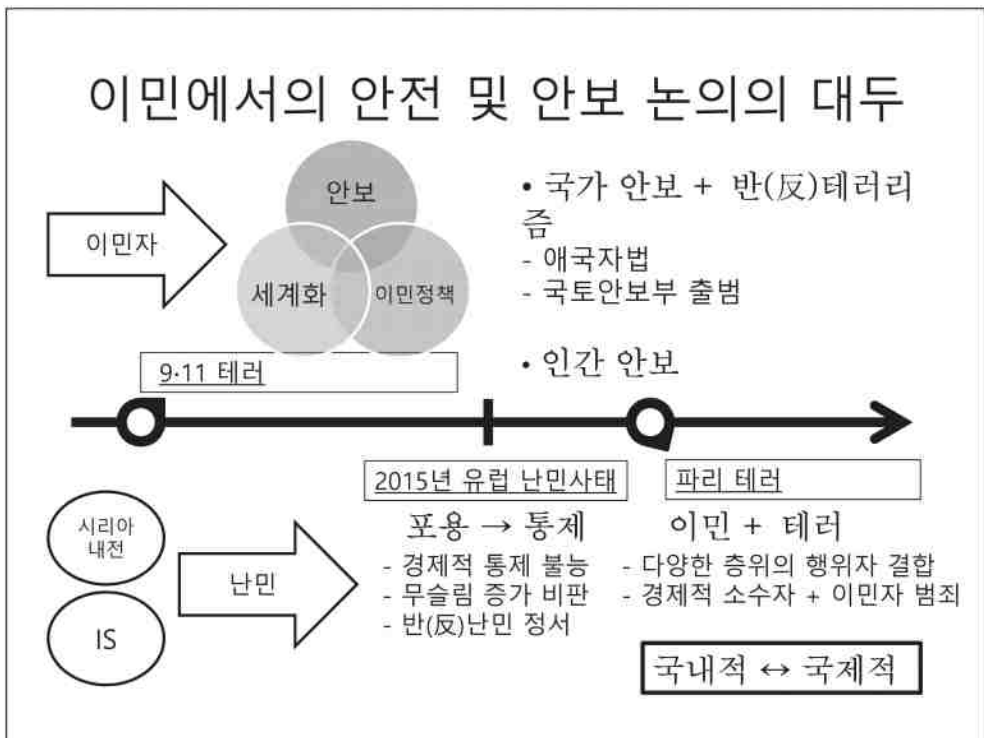 이민에서의 안전 및 안보 논의의 대두
이민자
안보
세계화
이민정책
• 국가 안보 + 반(反)테러리
즘
- 애국자법
- 국토안보부 출범
• 인간 안보
9·11 테러
2015년 유럽 난민사태
파리 테러
시리아
내전
IS
난민
포용 → 통제
- 경제적 통제 불능
- 무슬림 증가 비판
- 반(反)난민 정서
이민 + 테러
- 다양한 층위의 행위자 결합
- 경제적 소수자 + 이민자 범죄
국내적 ↔ 국제적